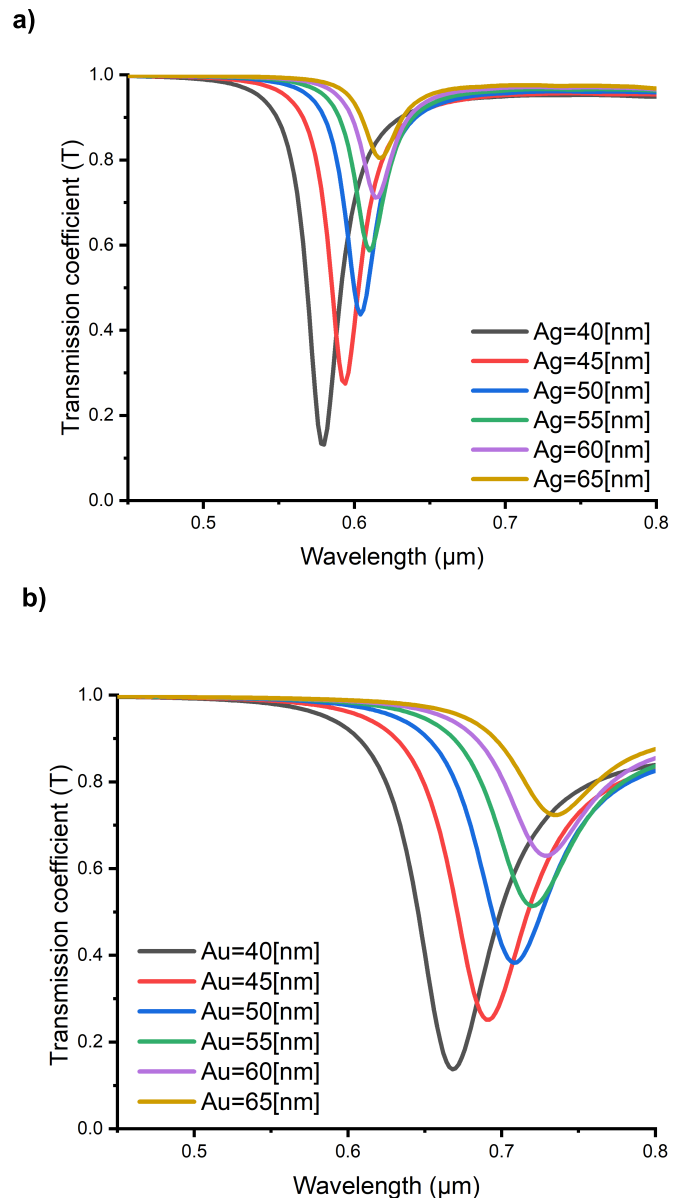 a)
1.0
0.8
0.6
0.4
0.2
0.0
Transmission coefficient (T)
Ag=40[nm]
Ag=45[nm]
Ag=50[nm]
Ag=55[nm]
Ag=60[nm]
Ag=65[nm]
0.5 0.6 0.7 0.8
Wavelength (μm)
b)
1.0
0.8
0.6
0.4
0.2
0.0
Transmission coefficient (T)
Au=40[nm]
Au=45[nm]
Au=50[nm]
Au=55[nm]
Au=60[nm]
Au=65[nm]
0.5 0.6 0.7 0.8
Wavelength (μm)